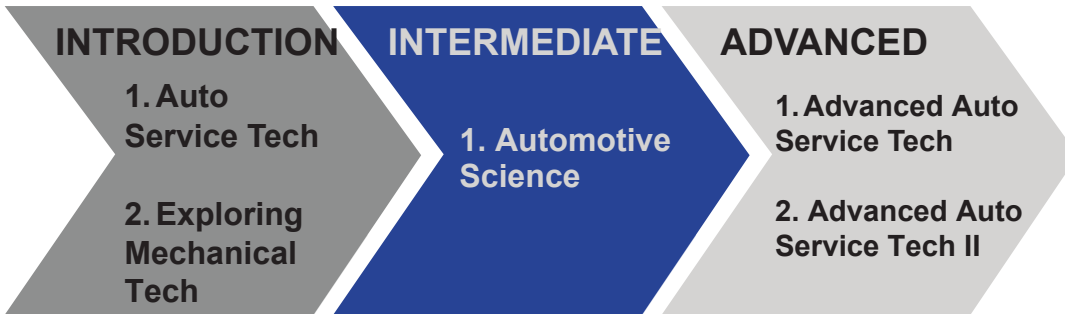 INTRODUCTION
1. Auto
Service Tech
2. Exploring
Mechanical
Tech
INTERMEDIATE
1. Automotive
Science
ADVANCED
1. Advanced Auto
Service Tech
2. Advanced Auto
Service Tech II